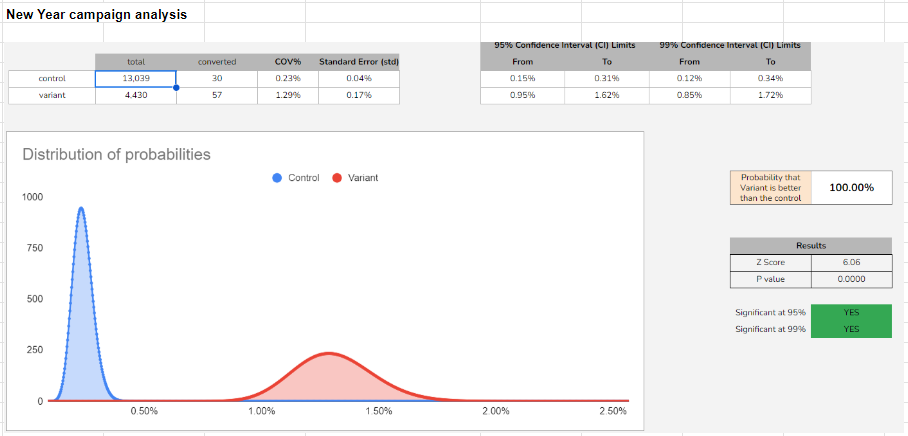 New Year campaign analysis
95% Confidence Interval (CI) Limits 99% Confidence Interval (CI) Limits
total converted COV% Standard Error (std) From To From To
control 13,039 30 0.23% 0.04% 0.15% 0.31% 0.12% 0.34%
variant 4,430 57 1.29% 0.17% 0.95% 1.62% 0.85% 1.72%
Distribution of probabilities
Control Variant
1000
750
500
250
0
0.50% 1.00% 1.50% 2.00% 2.50%
Probability that
Variant is better
than the control
100.00%
Results
Z Score 6.06
P value 0.0000
Significant at 95% YES
Significant at 99% YES